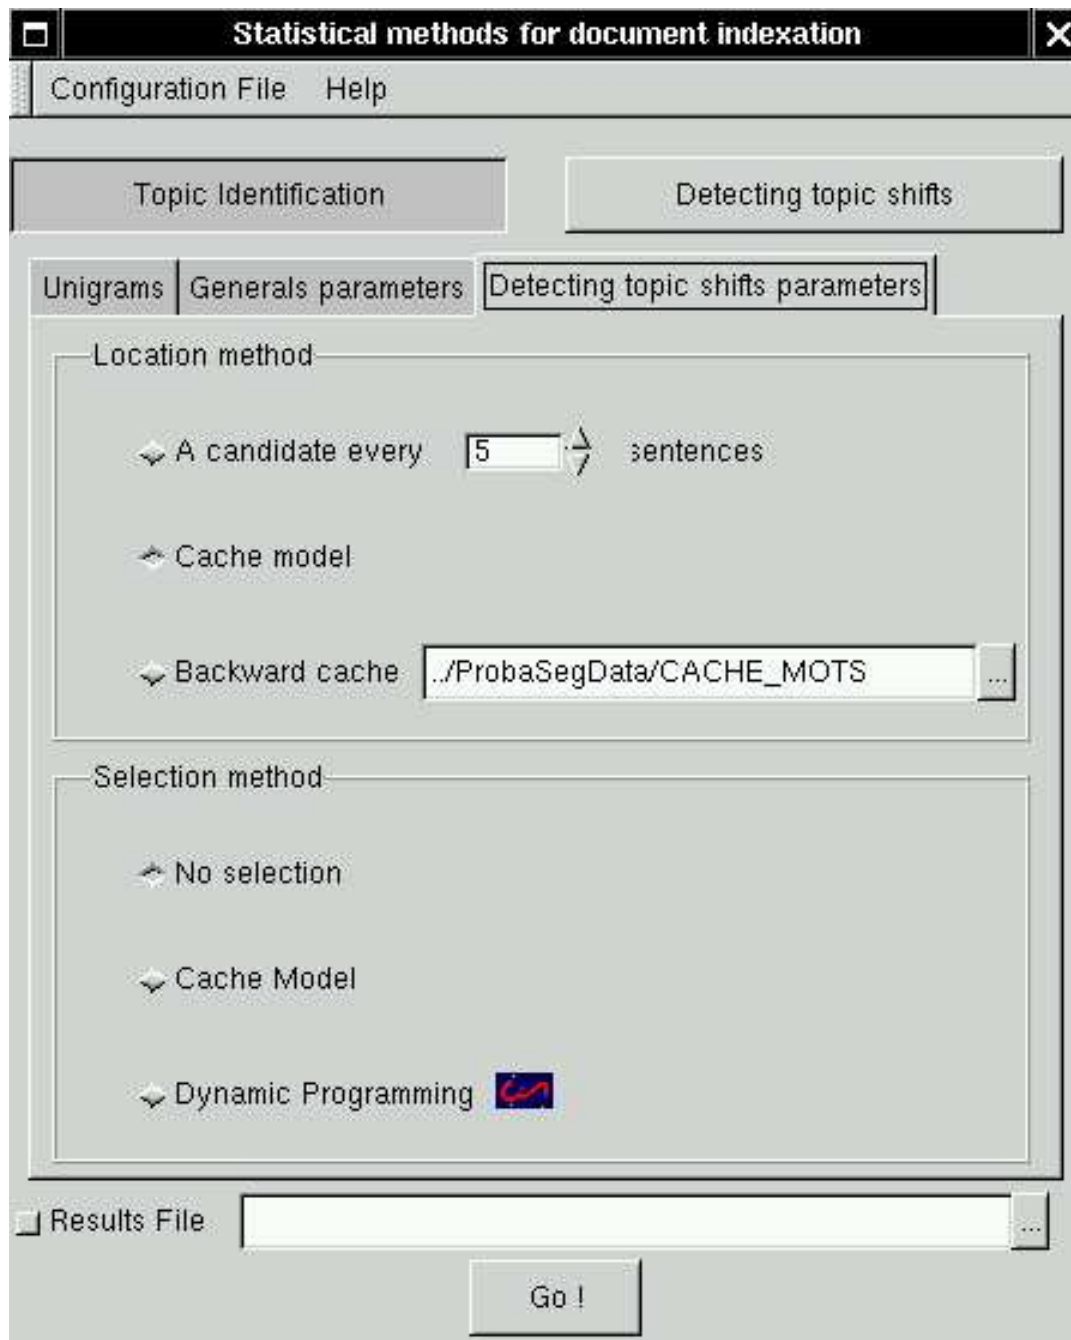 Statistical methods for document indexation
Configuration File Help
Topic Identification Detecting topic shifts
Unigrams Generals parameters Detecting topic shifts parameters
Location method
A candidate every 5 sentences
Cache model
Backward cache ../ProbaSegData/CACHE_MOTS ...
Selection method
No selection
Cache Model
Dynamic Programming
Results File ...
Go !